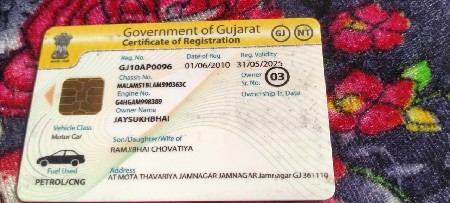 Government of Gujarat
Certificate of Registration
GJ NT
Reg. No. Date of Reg. Reg. Validity
GJ10AP0096 01/06/2010 31/05/2025
Chassis No. Owner Sr. No. 03
Engine No. Ownership Tr. Date
G4HGAM998389
Owner Name
JAYSUKHBHAI
Vehicle Class
Motor Car
Son/Daughter/Wife of
RAMJIBHAI CHOVATIYA
Fuel Used
PETROL/CNG
Address
AT MOTA THAVARIYA JAMNAGAR JAMNAGAR Jamnagar GJ 361110